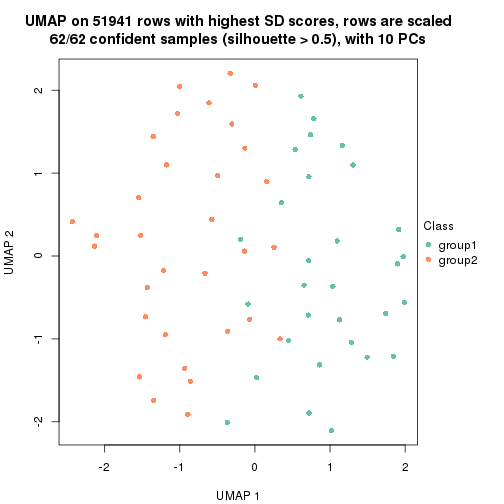 UMAP on 51941 rows with highest SD scores, rows are scaled
62/62 confident samples (silhouette > 0.5), with 10 PCs
2
1
0
-1
-2
UMAP 2
-2
-1
0
1
2
UMAP 1
Class
group1
group2